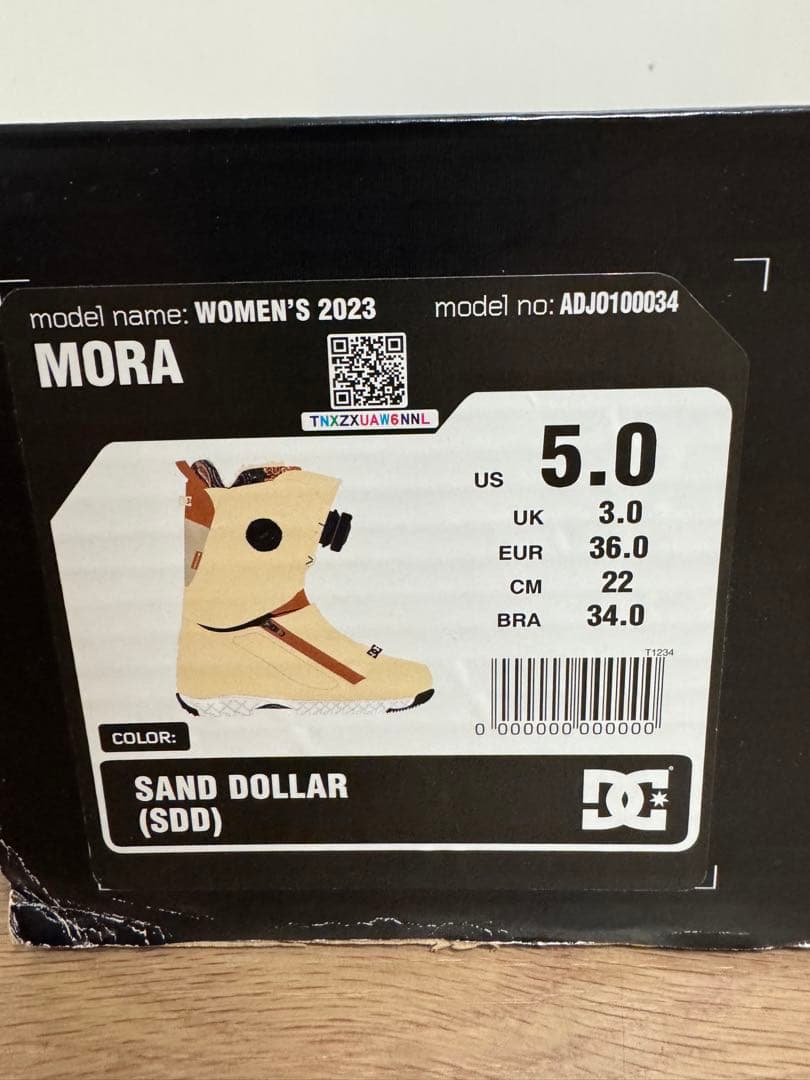 model name: WOMEN'S 2023
model no: ADJO100034
MORA
TNXZXUAW6NNL
US 5.0
UK 3.0
EUR 36.0
CM 22
BRA 34.0
T1234
0 000000 000000
COLOR:
SAND DOLLAR
(SDD)
DC